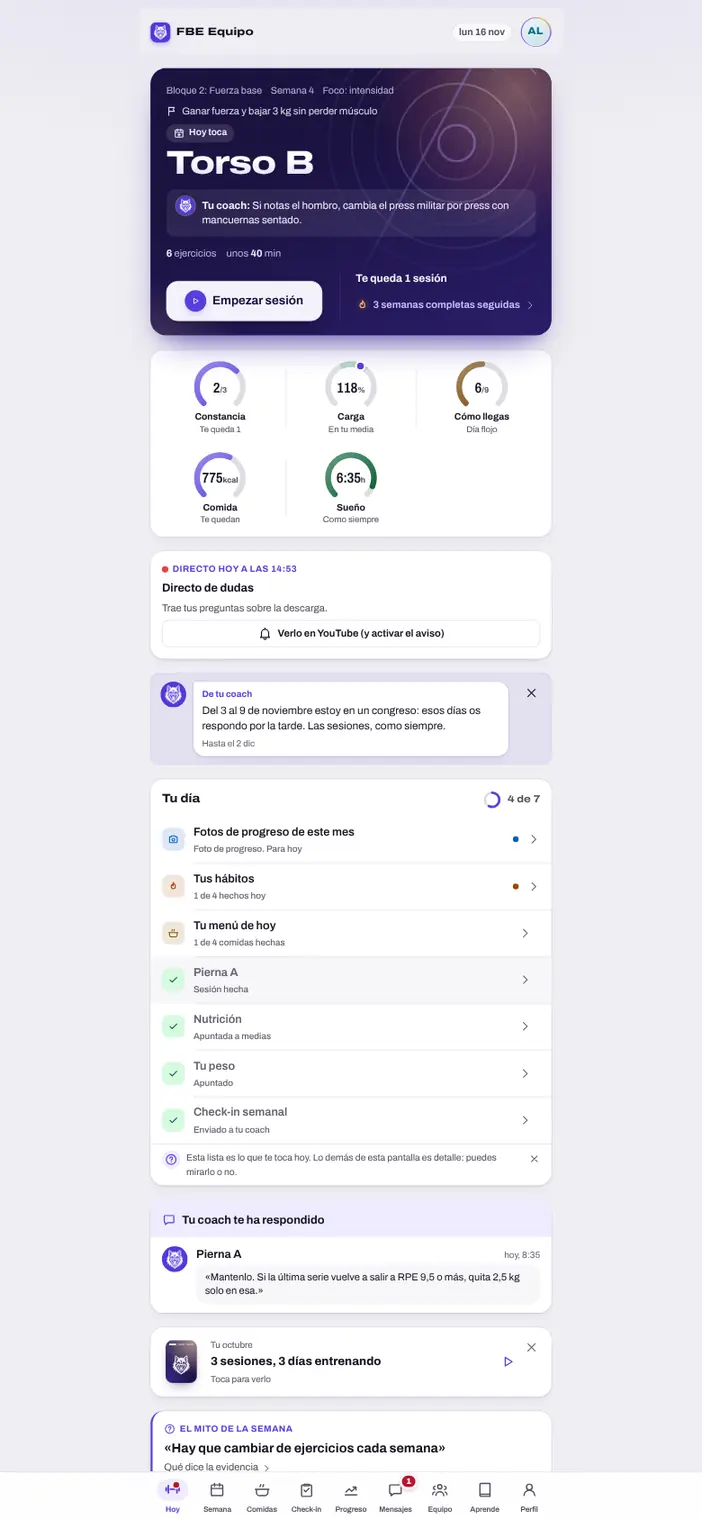 FBE Equipo
lun 16 nov
AL
Bloque 2: Fuerza base Semana 4 Foco: intensidad
Ganar fuerza y bajar 3 kg sin perder músculo
Hoy toca
Torso B
Tu coach: Si notas el hombro, cambia el press militar por press con
mancuernas sentado.
6 ejercicios unos 40 min
Te queda 1 sesión
Empezar sesión
3 semanas completas seguidas
2/3
Constancia
Te queda 1
118%
Carga
En tu media
6/9
Cómo llegas
Día flojo
775kcal
Comida
Te quedan
6:35h
Sueño
Como siempre
DIRECTO HOY A LAS 14:53
Directo de dudas
Trae tus preguntas sobre la descarga.
Verlo en YouTube (y activar el aviso)
De tu coach
Del 3 al 9 de noviembre estoy en un congreso: esos días os
respondo por la tarde. Las sesiones, como siempre.
Hasta el 2 dic
Tu día
4 de 7
Fotos de progreso de este mes
Foto de progreso. Para hoy
Tus hábitos
1 de 4 hechos hoy
Tu menú de hoy
1 de 4 comidas hechas
Pierna A
Sesión hecha
Nutrición
Apuntada a medias
Tu peso
Apuntado
Check-in semanal
Enviado a tu coach
Esta lista es lo que te toca hoy. Lo demás de esta pantalla es detalle: puedes
mirarlo o no.
Tu coach te ha respondido
Pierna A
hoy, 8:35
«Mantenlo. Si la última serie vuelve a salir a RPE 9,5 o más, quita 2,5 kg
solo en esa.»
Tu octubre
3 sesiones, 3 días entrenando
Toca para verlo
EL MITO DE LA SEMANA
«Hay que cambiar de ejercicios cada semana»
Qué dice la evidencia
1
Hoy
Semana
Comidas
Check-in
Progreso
Mensajes
Equipo
Aprende
Perfil